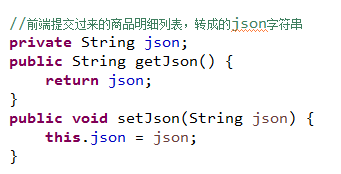 //前端提交过来的商品明细列表，转成的json字符串
private String json;
public String getJson() {
    return json;
}
public void setJson(String json) {
    this.json = json;
}